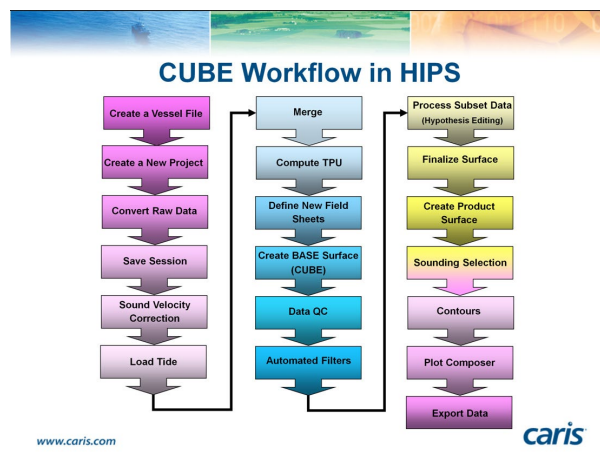 CUBE Workflow in HIPS
Create a Vessel File
Create a New Project
Convert Raw Data
Save Session
Sound Velocity
Correction
Load Tide
Merge
Compute TPU
Define New Field
Sheets
Create BASE Surface
(CUBE)
Data QC
Automated Filters
Process Subset Data
(Hypothesis Editing)
Finalize Surface
Create Product
Surface
Sounding Selection
Contours
Plot Composer
Export Data
www.caris.com
caris